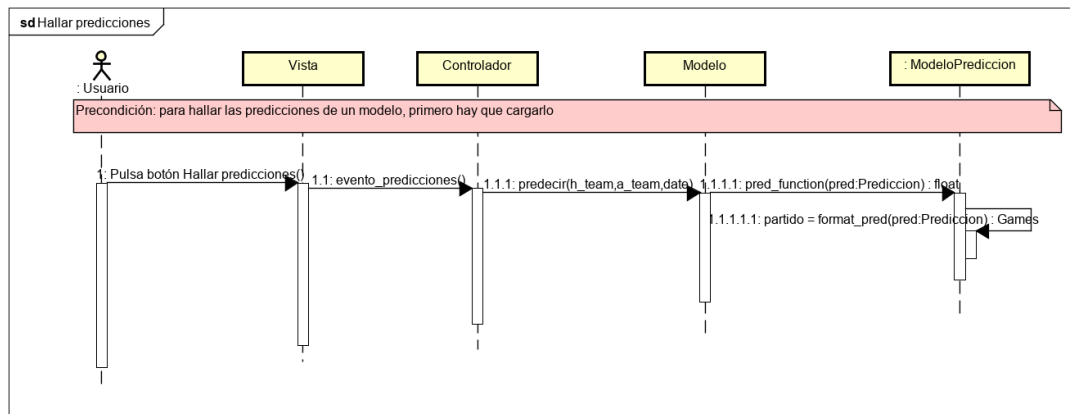 sd Hallar predicciones
Vista
Controlador
Modelo
: ModeloPrediccion
: Usuario
Precondición: para hallar las predicciones de un modelo, primero hay que cargarlo
1: Pulsa botón Hallar predicciones()
1.1: evento_predicciones()
1.1.1: predecir(h_team,a_team,date)
1.1.1.1: pred_function(pred:Prediccion) : float
1.1.1.1.1: partido = format_pred(pred:Prediccion) : Games